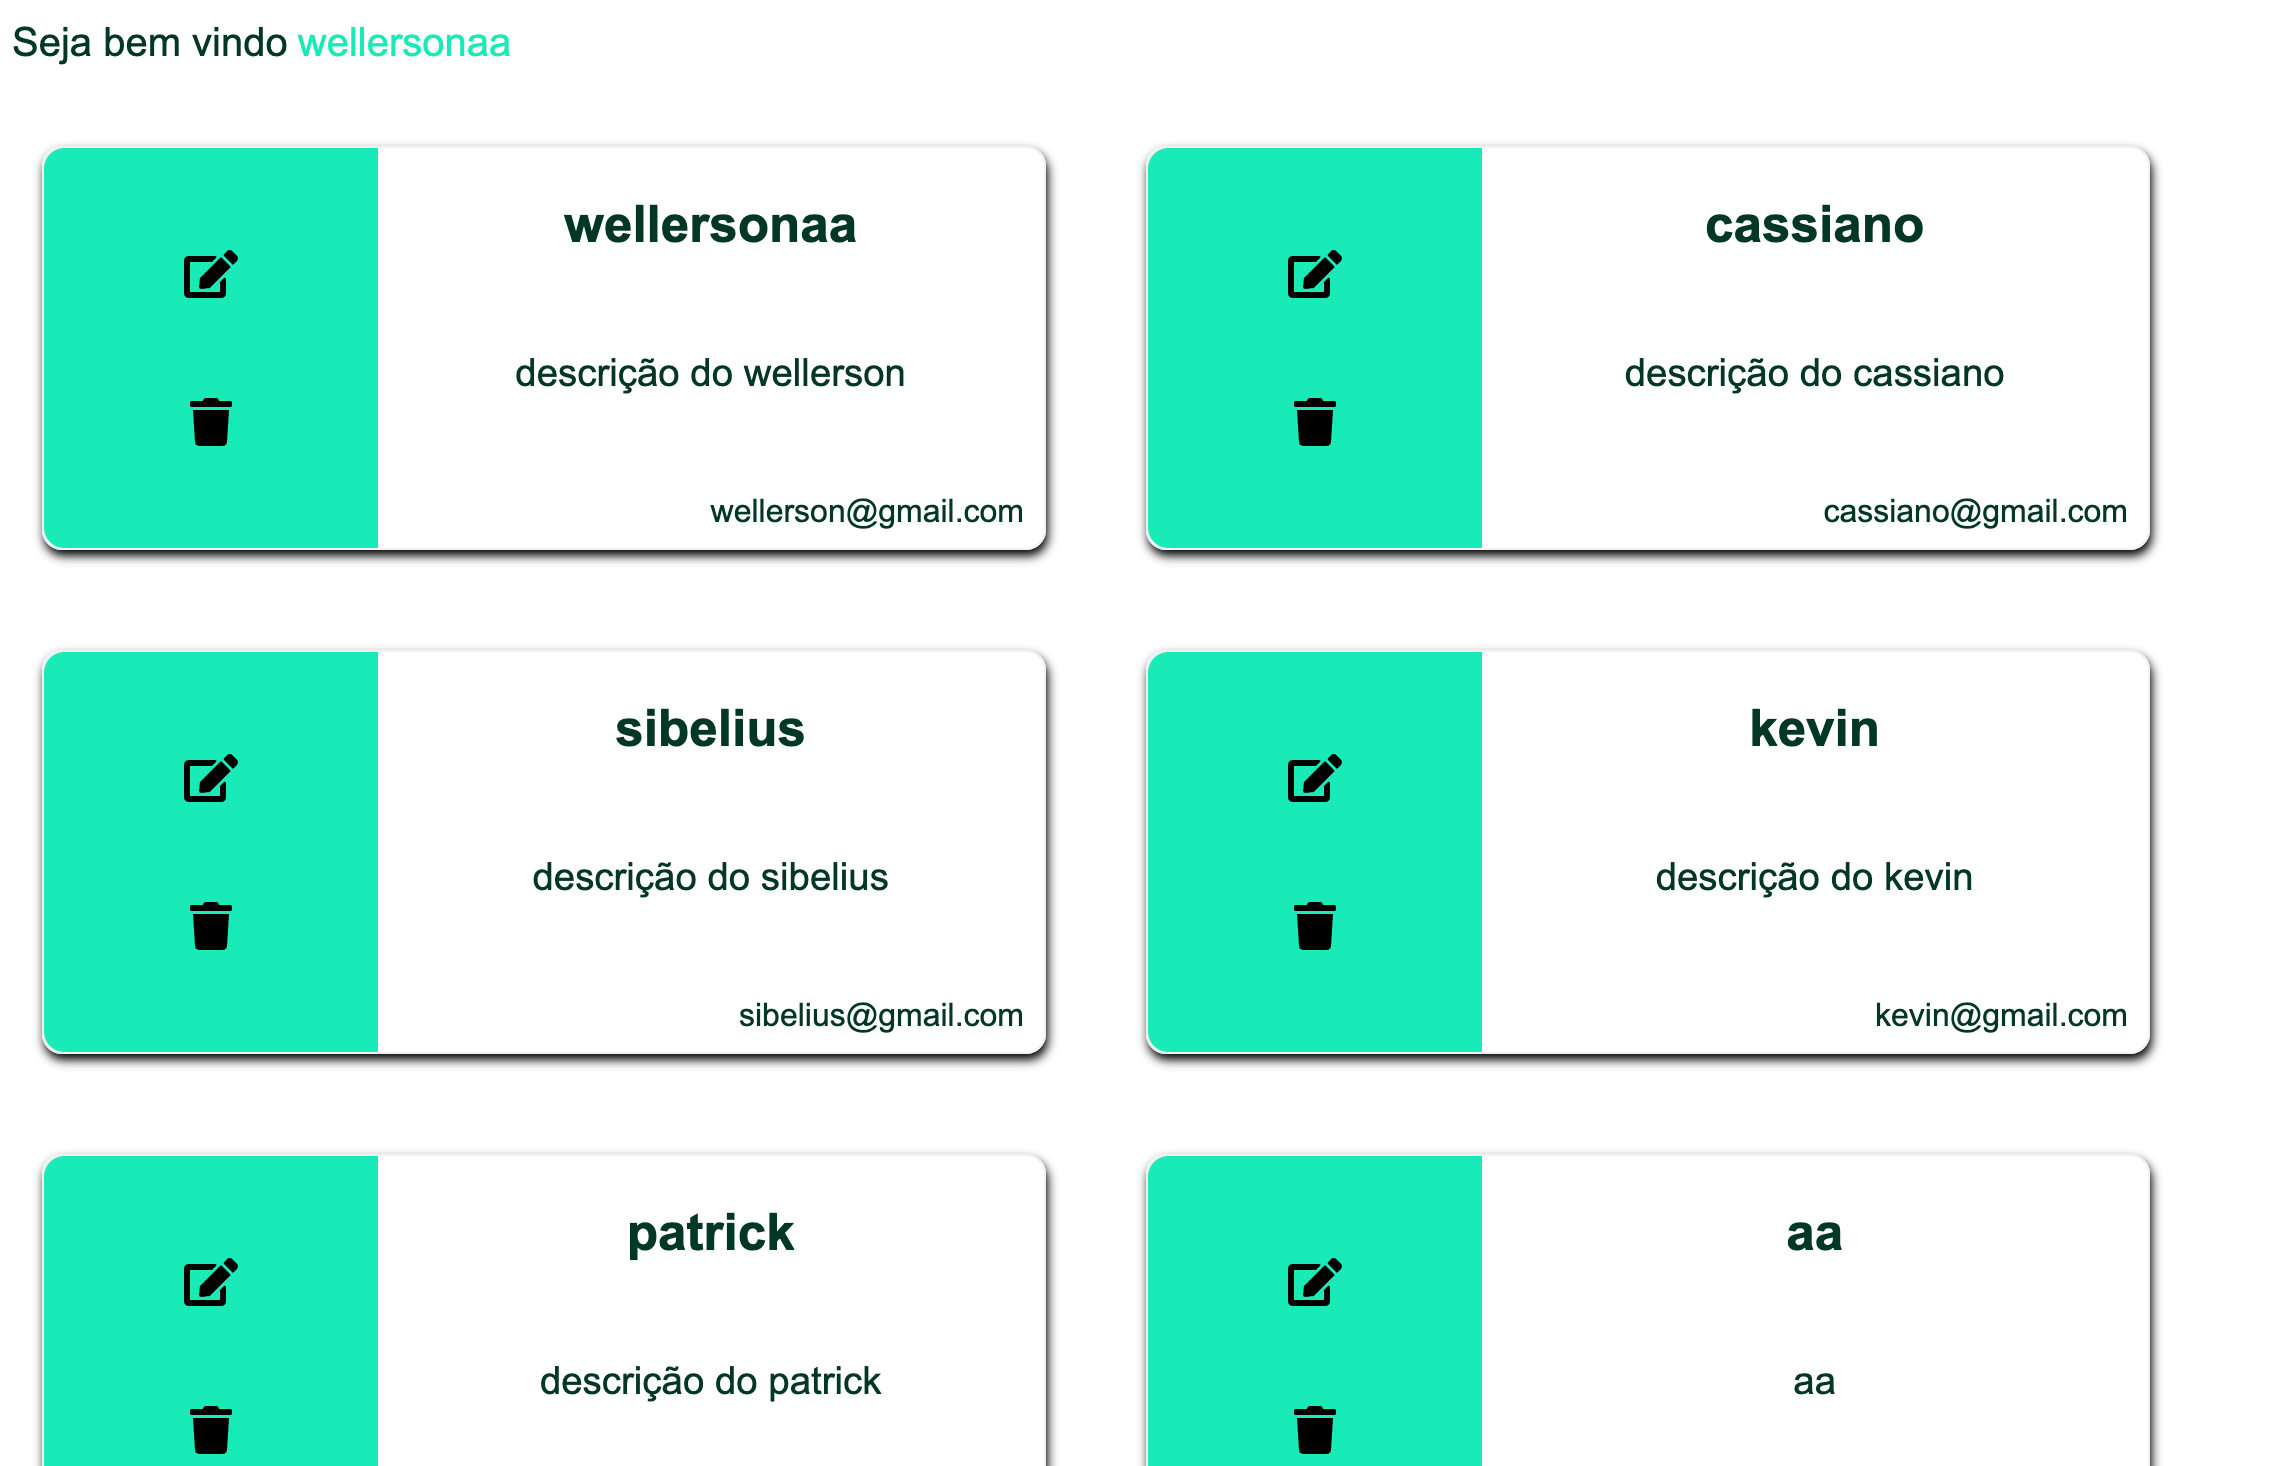 Seja bem vindo wellersonaa
wellersonaa
descrição do wellerson
wellerson@gmail.com
cassiano
descrição do cassiano
cassiano@gmail.com
sibelius
descrição do sibelius
sibelius@gmail.com
kevin
descrição do kevin
kevin@gmail.com
patrick
descrição do patrick
aa
aa